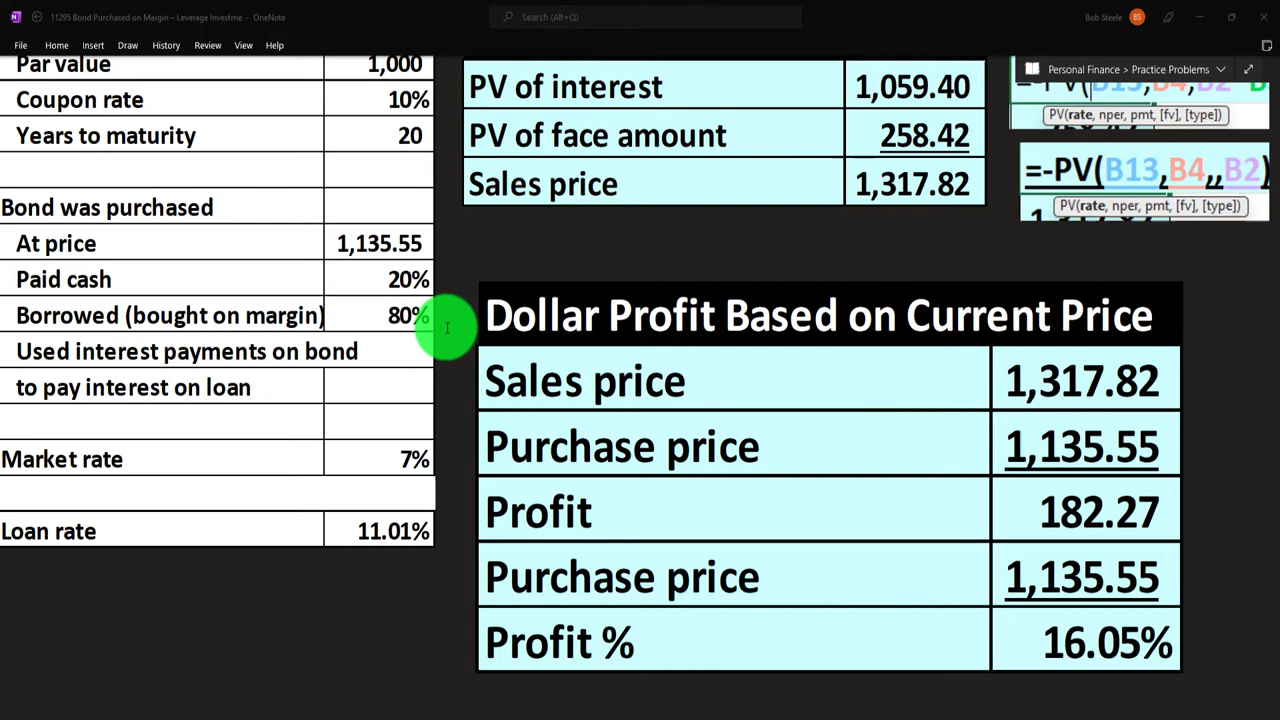 11295 Bond Purchased on Margin – Leverage Investme - OneNote
Search (Alt+Q)
Bob Steele
BS
File Home Insert Draw History Review View Help
Personal Finance > Practice Problems
Par value 1,000
Coupon rate 10%
Years to maturity 20
Bond was purchased
At price 1,135.55
Paid cash 20%
Borrowed (bought on margin) 80%
Used interest payments on bond
to pay interest on loan
Market rate 7%
Loan rate 11.01%
PV of interest 1,059.40
PV of face amount 258.42
Sales price 1,317.82
PV(rate, nper, pmt, [fv], [type])
=-PV(B13,B4,,B2)
PV(rate, nper, pmt, [fv], [type])
Dollar Profit Based on Current Price
Sales price 1,317.82
Purchase price 1,135.55
Profit 182.27
Purchase price 1,135.55
Profit % 16.05%